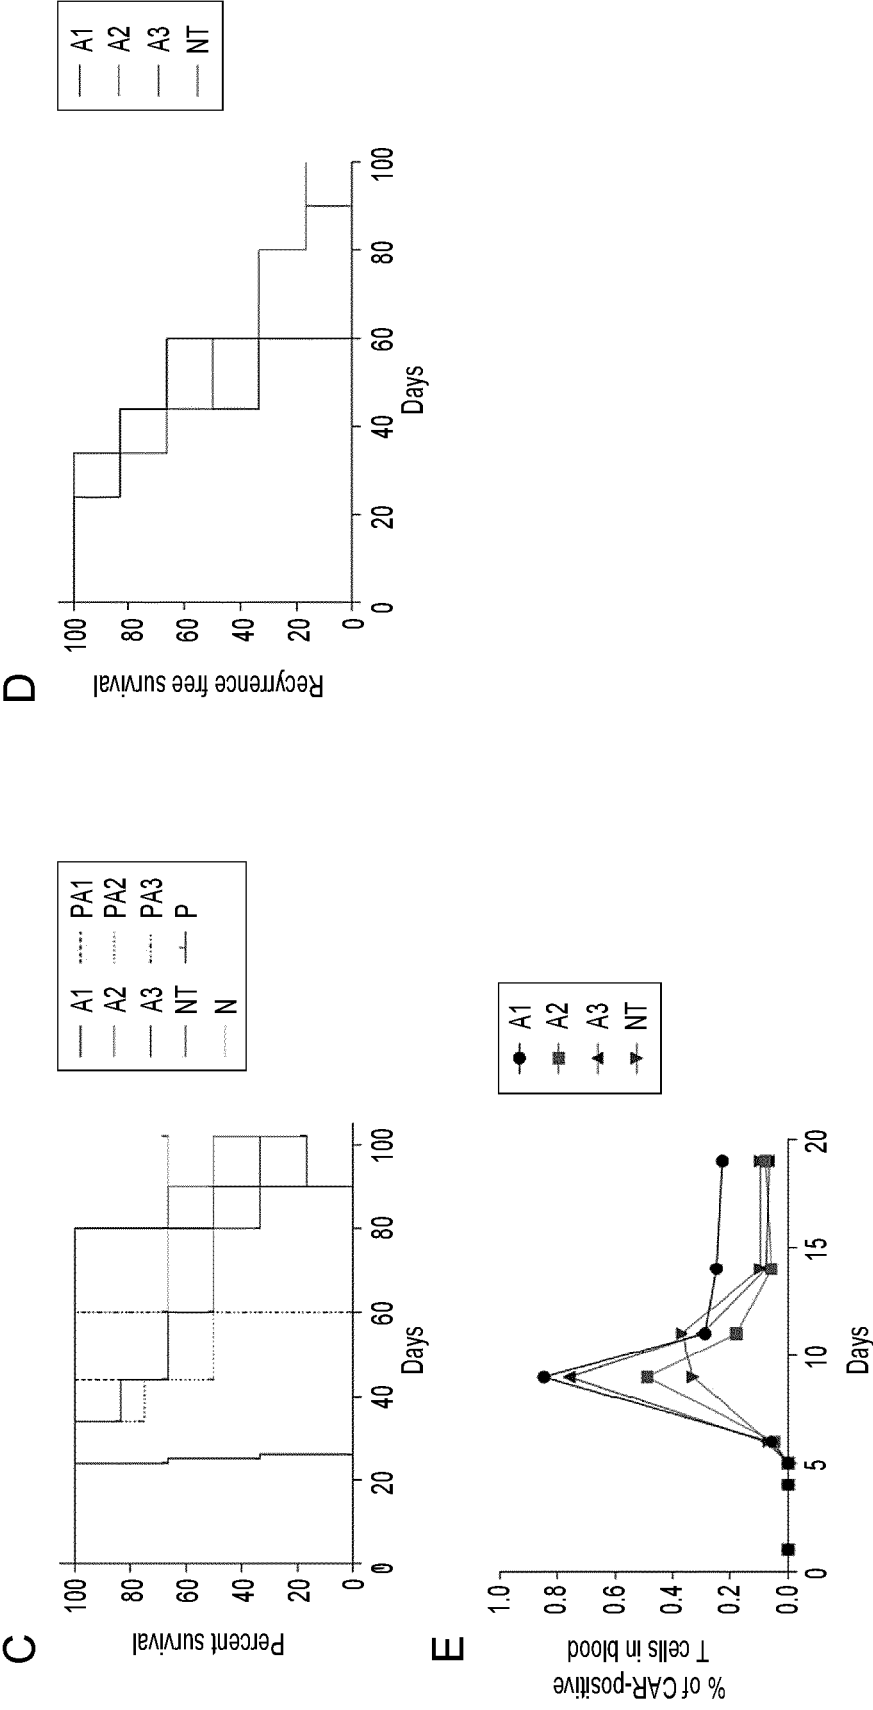 C
Percent survival
100
80
60
40
20
0
0
20
40
60
80
100
Days
A1
A2
A3
NT
N
PA1
PA2
PA3
P
D
Recyrrence free survival
100
80
60
40
20
0
0
20
40
60
80
100
Days
A1
A2
A3
NT
E
% of CAR-positive
T cells in blood
1.0
0.8
0.6
0.4
0.2
0.0
0
5
10
15
20
Days
A1
A2
A3
NT